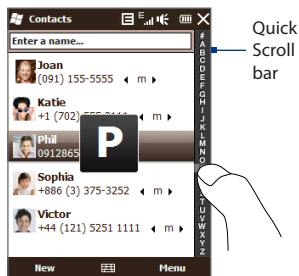 Contacts
E
Enter a name...
Joan
(091) 155-5555 m
Katie
+1 (702)
Phil
0912865
P
Sophia
+886 (3) 375-3252 m
Victor
+44 (121) 5251 1111 m
New Menu
#
A
B
C
D
E
F
G
H
I
J
K
L
M
N
O
S
T
U
V
W
X
Y
Z
Quick
Scroll
bar